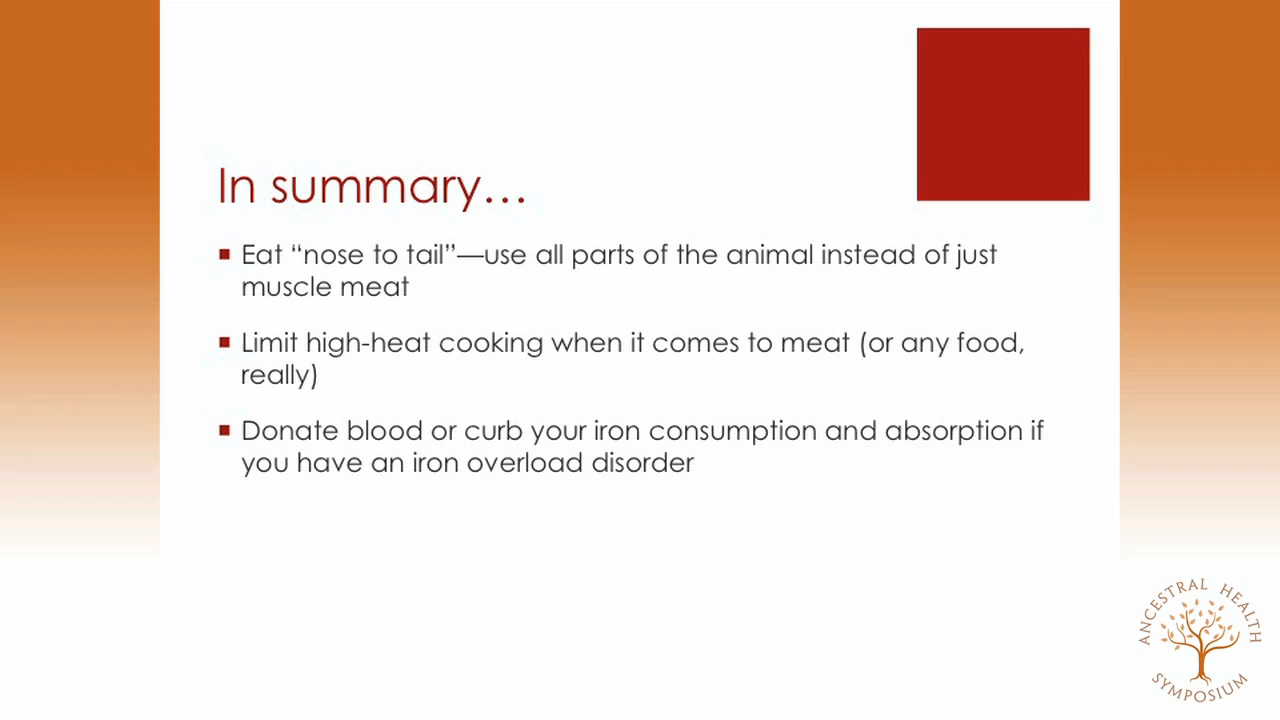 In summary…
▪ Eat “nose to tail”—use all parts of the animal instead of just
muscle meat
▪ Limit high-heat cooking when it comes to meat (or any food,
really)
▪ Donate blood or curb your iron consumption and absorption if
you have an iron overload disorder
ANCESTRAL HEALTH
SYMPOSIUM